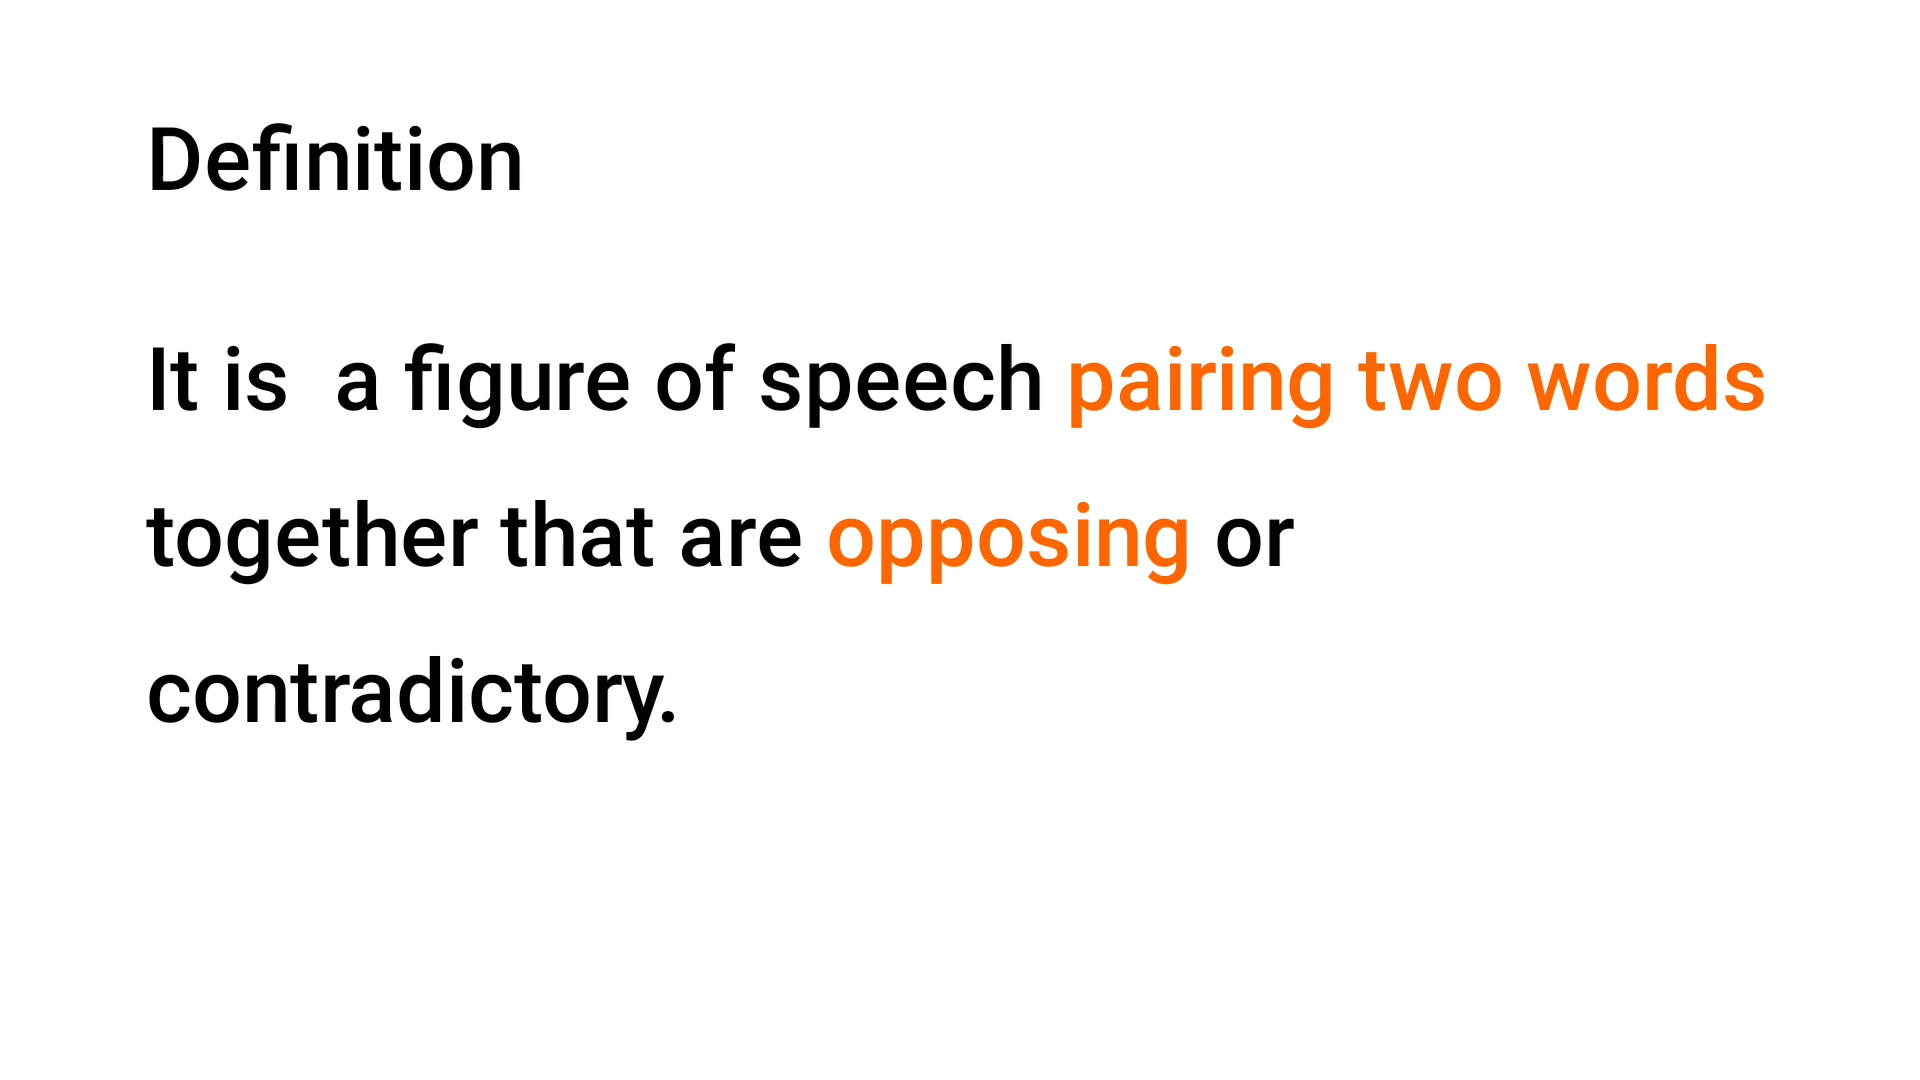 Definition
It is  a figure of speech pairing two words
together that are opposing or
contradictory.